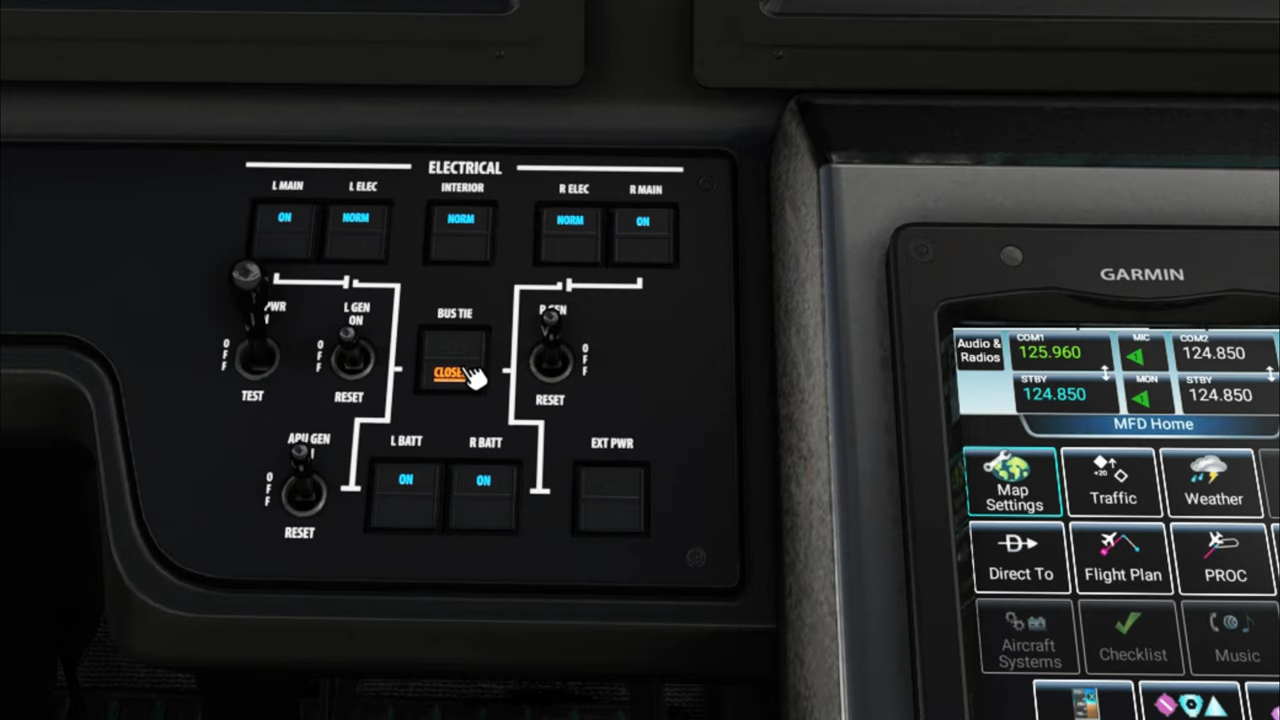 ELECTRICAL
L MAIN L ELEC INTERIOR R ELEC R MAIN
ON NORM NORM NORM ON
L GEN
ON
BUS TIE
OFF OFF OFF
TEST RESET RESET
APU GEN
L BATT R BATT EXT PWR
OFF ON ON
RESET
GARMIN
Audio &
Radios
COM1 MIC COM2
125.960 1 124.850
STBY MON STBY
124.850 1 124.850
MFD Home
Map
Settings
Traffic
Weather
Direct To
Flight Plan
PROC
Aircraft
Systems
Checklist
Music